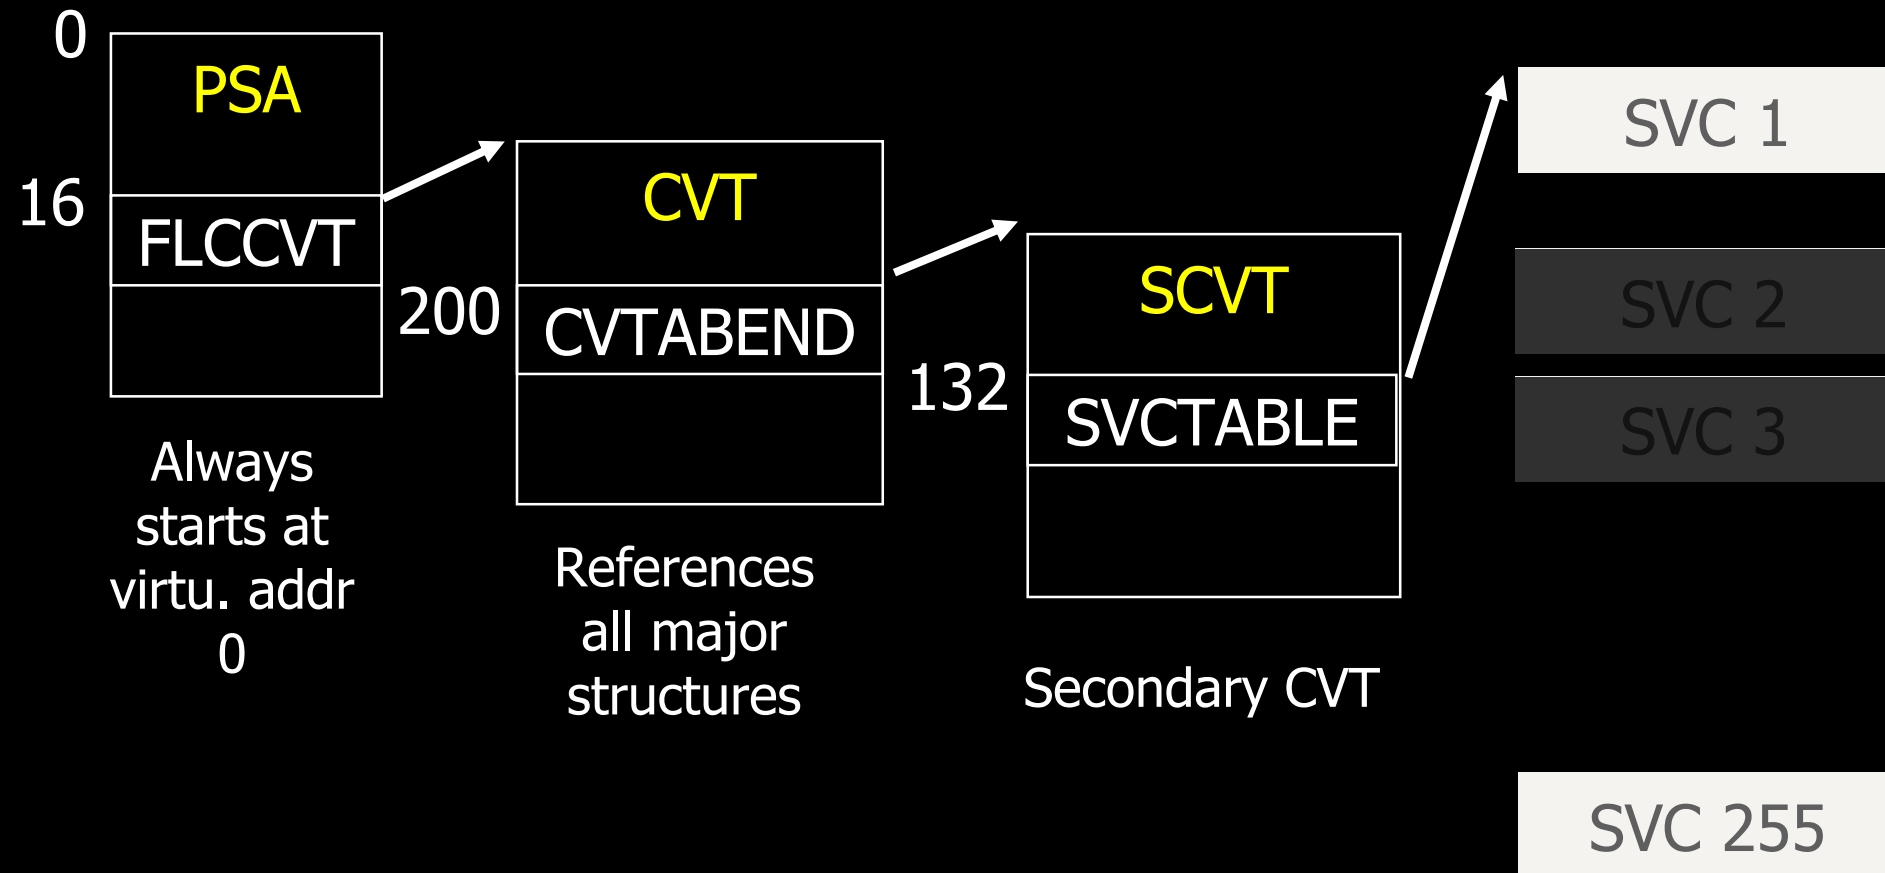 0
PSA
16
FLCCVT
Always
starts at
virtu. addr
0
CVT
200
CVTABEND
References
all major
structures
SCVT
132
SVCTABLE
Secondary CVT
SVC 1
SVC 2
SVC 3
SVC 255